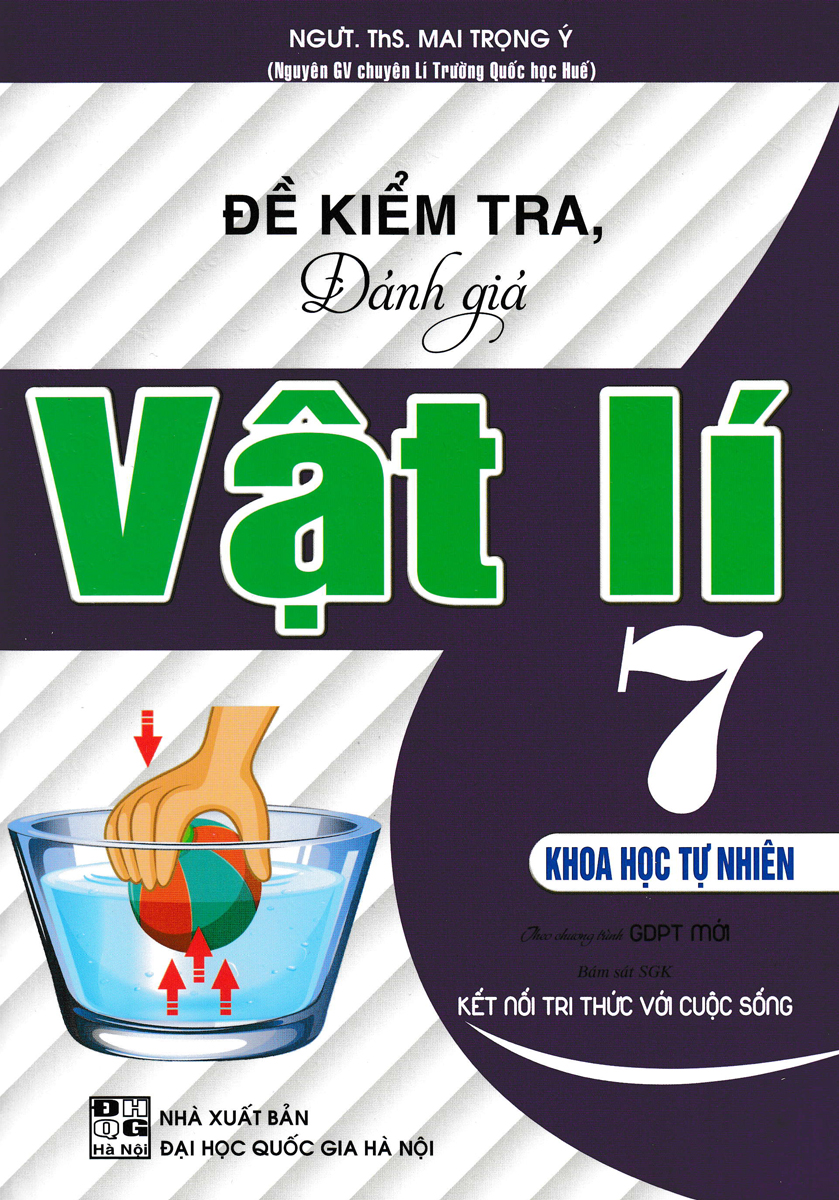 NGƯT. ThS. MAI TRỌNG Ý
(Nguyên GV chuyên Lí Trường Quốc học Huế)
ĐỀ KIỂM TRA,
Đánh giá
Vật lí
7
KHOA HỌC TỰ NHIÊN
Theo chương trình GDPT MỚI
Bám sát SGK
KẾT NỐI TRI THỨC VỚI CUỘC SỐNG
ĐH
QG
Hà Nội
NHÀ XUẤT BẢN
ĐẠI HỌC QUỐC GIA HÀ NỘI